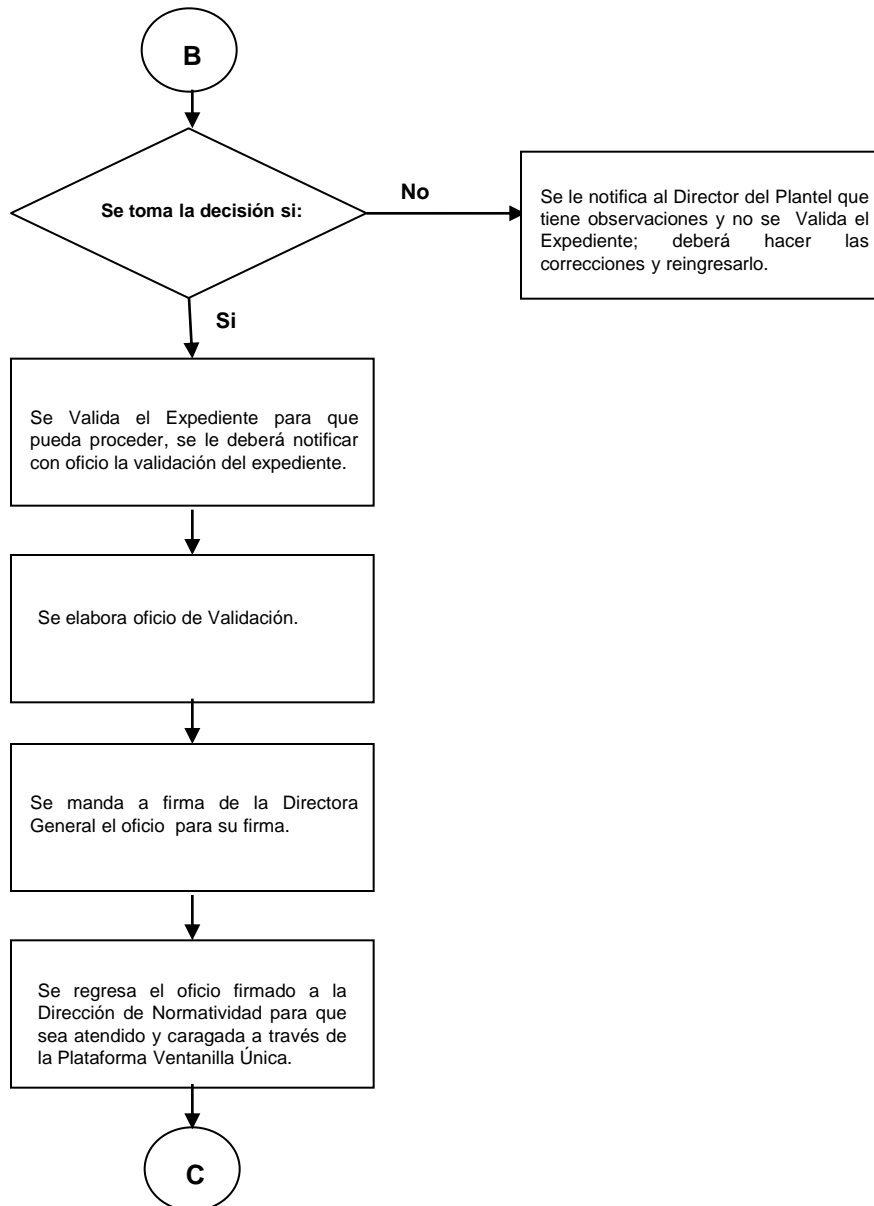 B
Se toma la decisión si:
No
Se le notifica al Director del Plantel que
tiene observaciones y no se Valida el
Expediente; deberá hacer las
correcciones y reingresarlo.
Si
Se Valida el Expediente para que
pueda proceder, se le deberá notificar
con oficio la validación del expediente.
Se elabora oficio de Validación.
Se manda a firma de la Directora
General el oficio para su firma.
Se regresa el oficio firmado a la
Dirección de Normatividad para que
sea atendido y caragada a través de
la Plataforma Ventanilla Única.
C